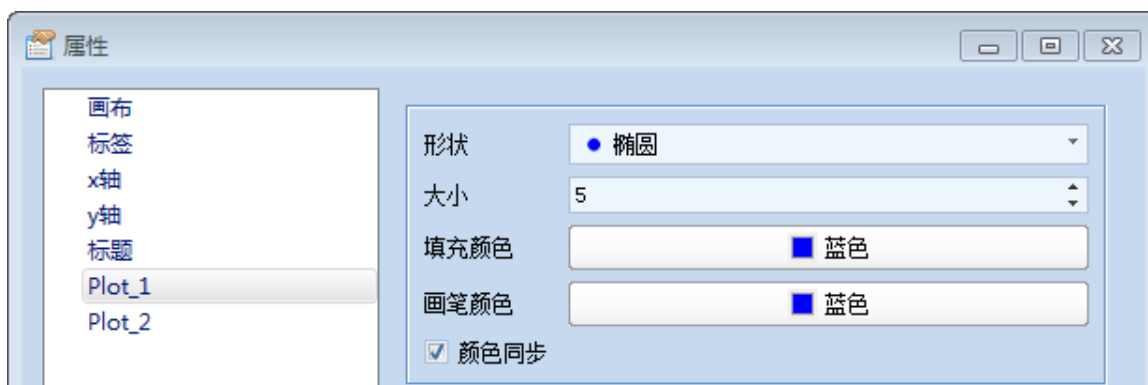 属性
画布
标签
x轴
y轴
标题
Plot_1
Plot_2
形状 椭圆
大小 5
填充颜色 蓝色
画笔颜色 蓝色
颜色同步